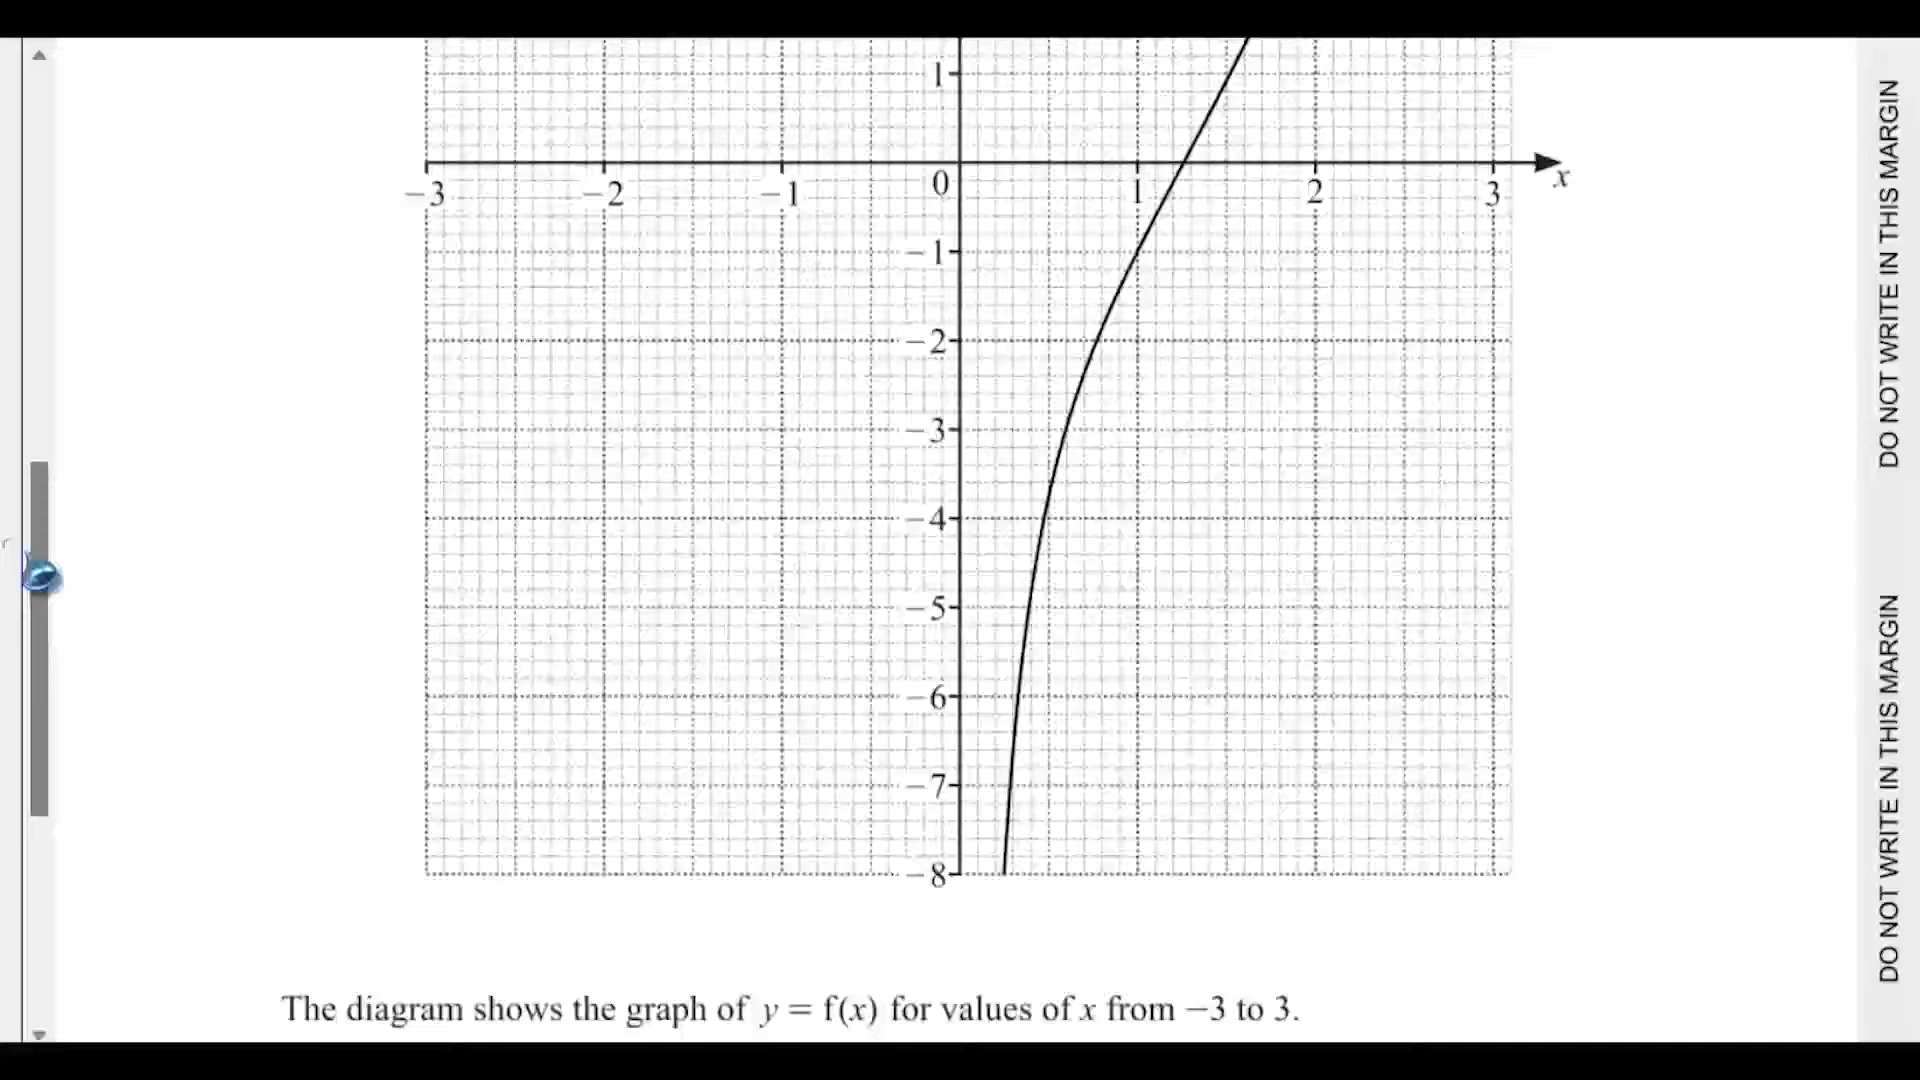 1
-3 -2 -1 0 1 2 3 x
-1
-2
-3
-4
-5
-6
-7
-8
The diagram shows the graph of y = f(x) for values of x from −3 to 3.
DO NOT WRITE IN THIS MARGIN
DO NOT WRITE IN THIS MARGIN